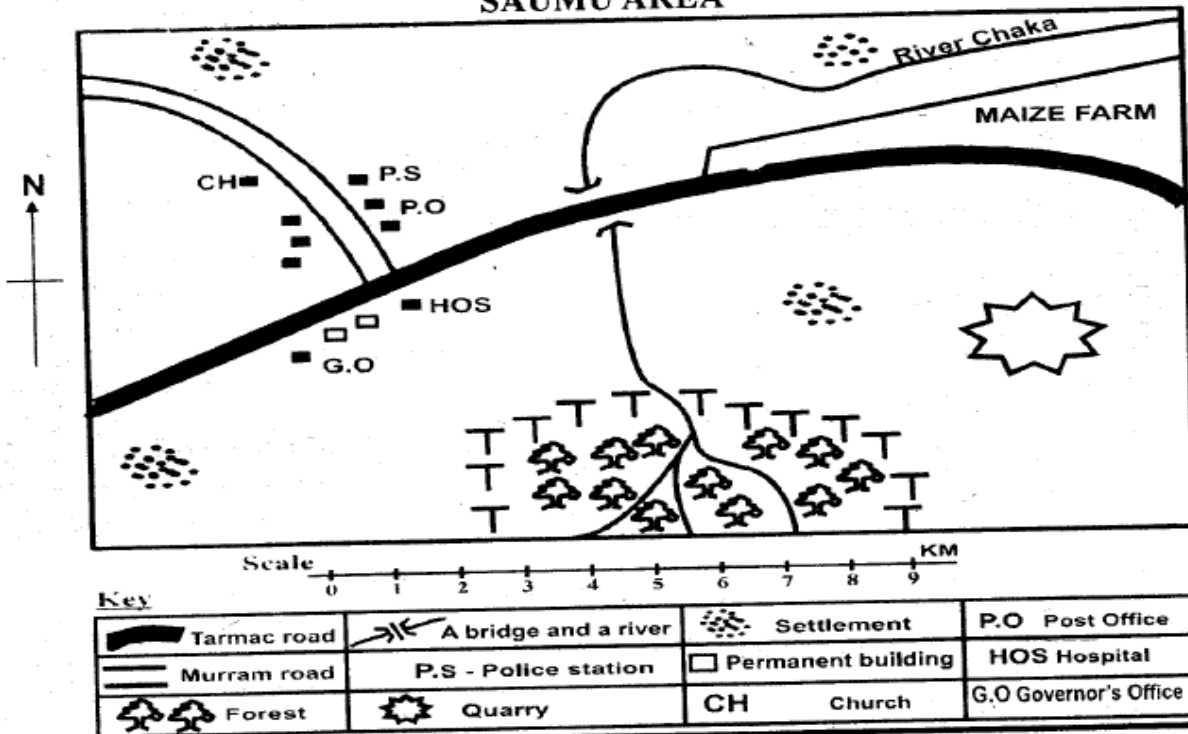 SAUMU AREA
River Chaka
MAIZE FARM
N
CH
P.S
P.O
HOS
G.O
Scale
KM
0 1 2 3 4 5 6 7 8 9
Key
Tarmac road
A bridge and a river
Settlement
P.O Post Office
Murram road
P.S - Police station
Permanent building
HOS Hospital
Forest
Quarry
CH Church
G.O Governor's Office